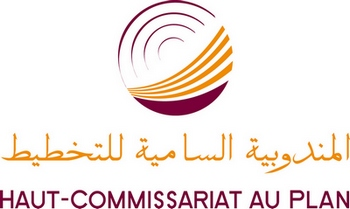 المندوبية السامية للتخطيط
HAUT-COMMISSARIAT AU PLAN